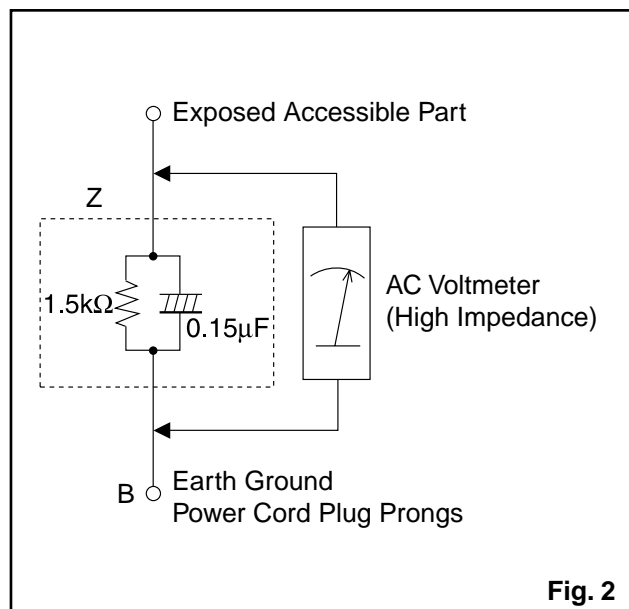 Exposed Accessible Part
Z
1.5kΩ
0.15μF
AC Voltmeter
(High Impedance)
B
Earth Ground
Power Cord Plug Prongs
Fig. 2